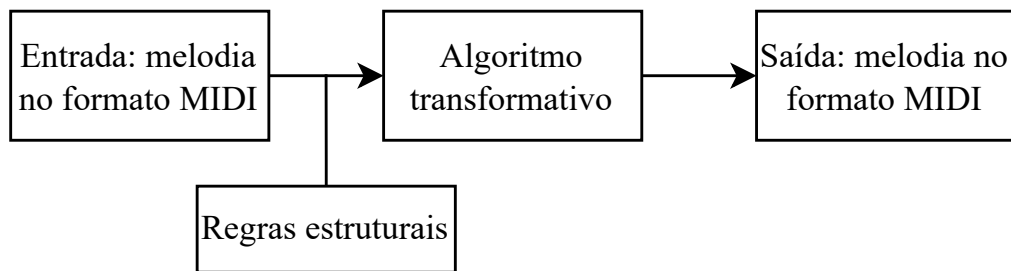 Entrada: melodia
no formato MIDI
Algoritmo
transformativo
Saída: melodia no
formato MIDI
Regras estruturais